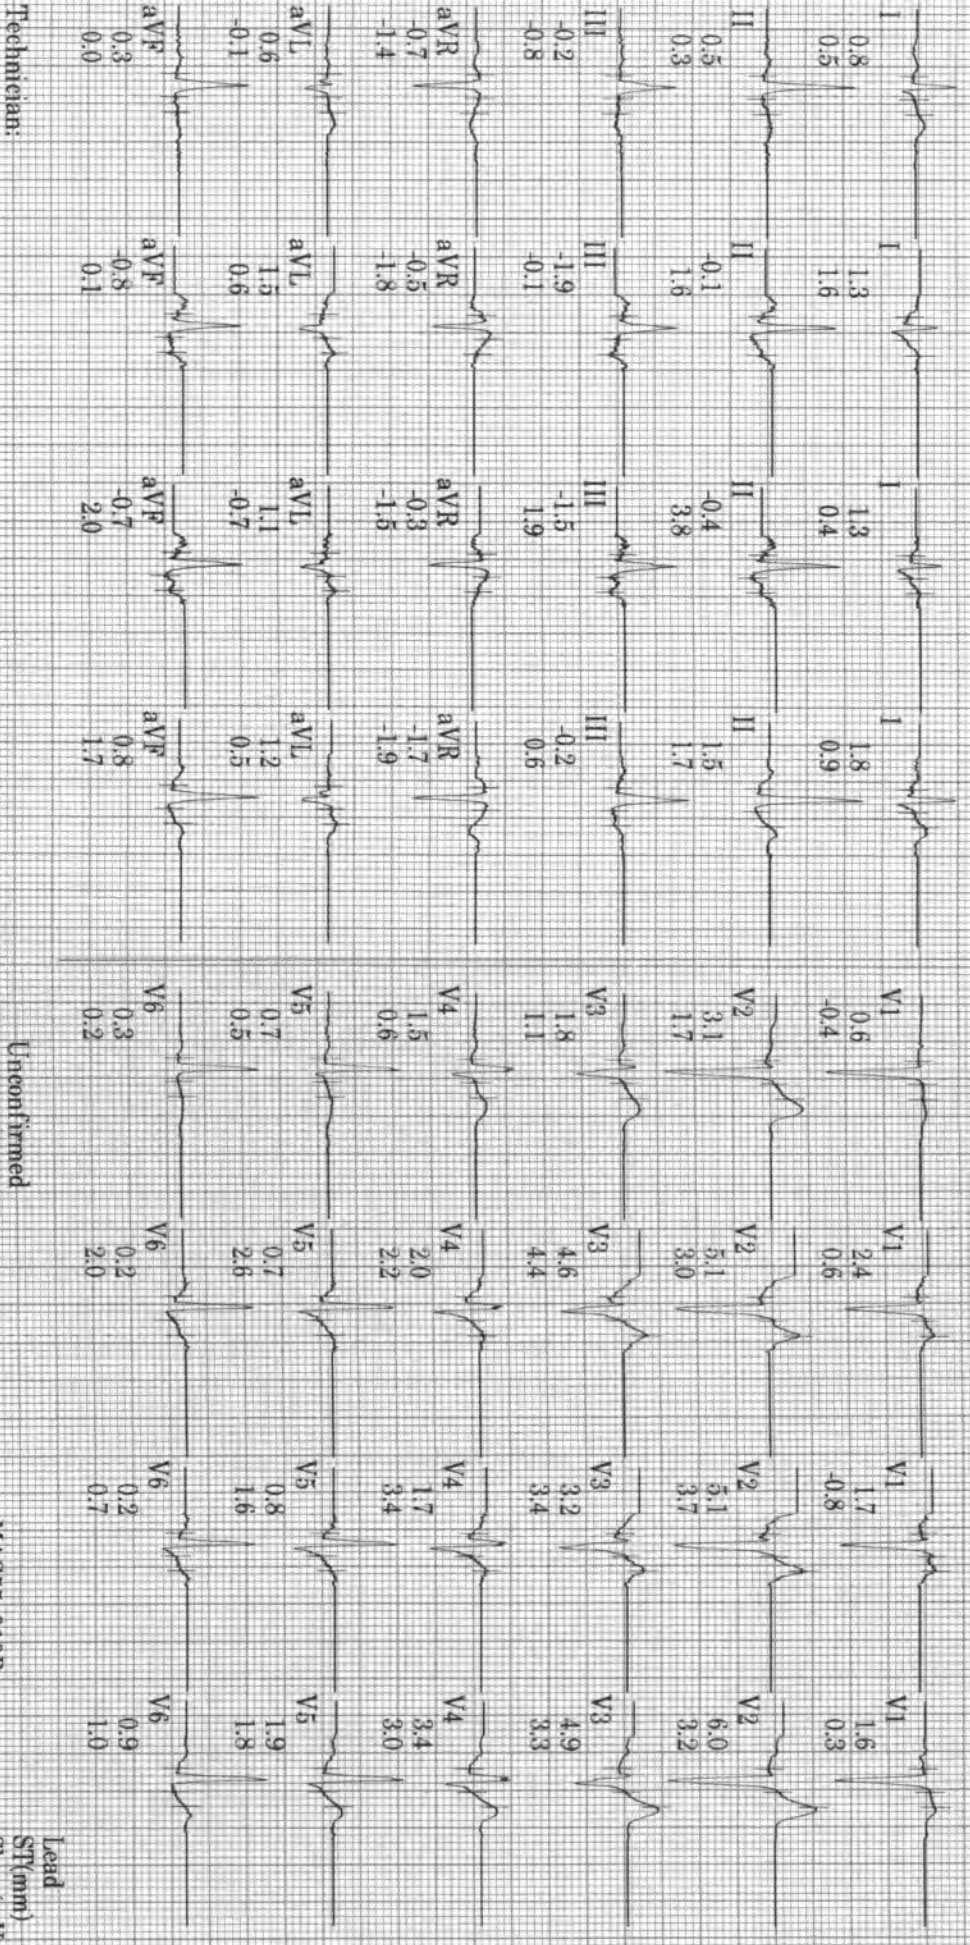 I I I I V1 V1 V1 V1
0.8 1.3 1.3 1.8 0.6 2.4 1.7 1.6
0.5 1.6 0.4 0.9 -0.4 0.6 -0.8 0.3
II II II II V2 V2 V2 V2
0.5 -0.1 -0.4 1.5 3.1 5.1 5.1 6.0
0.3 1.6 3.8 1.7 1.7 3.0 3.7 3.2
III III III III V3 V3 V3 V3
-0.2 -1.9 -1.5 -0.2 1.8 4.6 3.2 4.9
-0.8 -0.1 1.9 0.6 1.1 4.4 3.4 3.3
aVR aVR aVR aVR V4 V4 V4 V4
-0.7 -0.5 -0.3 -1.7 1.5 2.0 1.7 3.4
-1.4 -1.8 -1.5 -1.9 0.6 2.2 3.4 3.0
aVL aVL aVL aVL V5 V5 V5 V5
0.6 1.5 1.1 1.2 0.7 0.7 0.8 1.9
-0.1 0.6 -0.7 0.5 0.5 2.6 1.6 1.8
aVF aVF aVF aVF V6 V6 V6 V6
0.3 -0.8 -0.7 0.8 0.3 0.2 0.2 0.9
0.0 0.1 2.0 1.7 0.2 2.0 0.7 1.0
Lead
ST(mm)
Technician: Unconfirmed